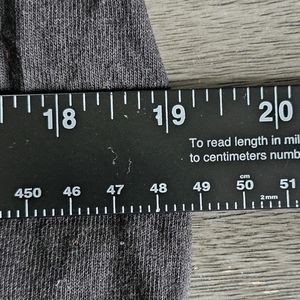 18 19 20
To read length in mil
to centimeters numb
cm
450 46 47 48 49 50 51
2mm